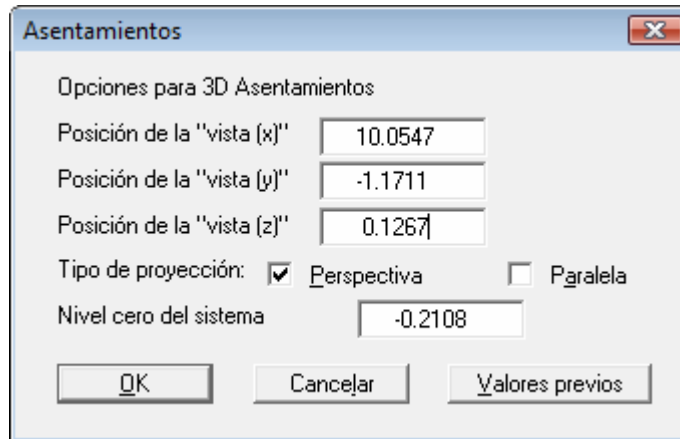 Asentamientos
Opciones para 3D Asentamientos
Posición de la "vista (x)" 10.0547
Posición de la "vista (y)" -1.1711
Posición de la "vista (z)" 0.1267
Tipo de proyección: Perspectiva Paralela
Nivel cero del sistema -0.2108
OK Cancelar Valores previos